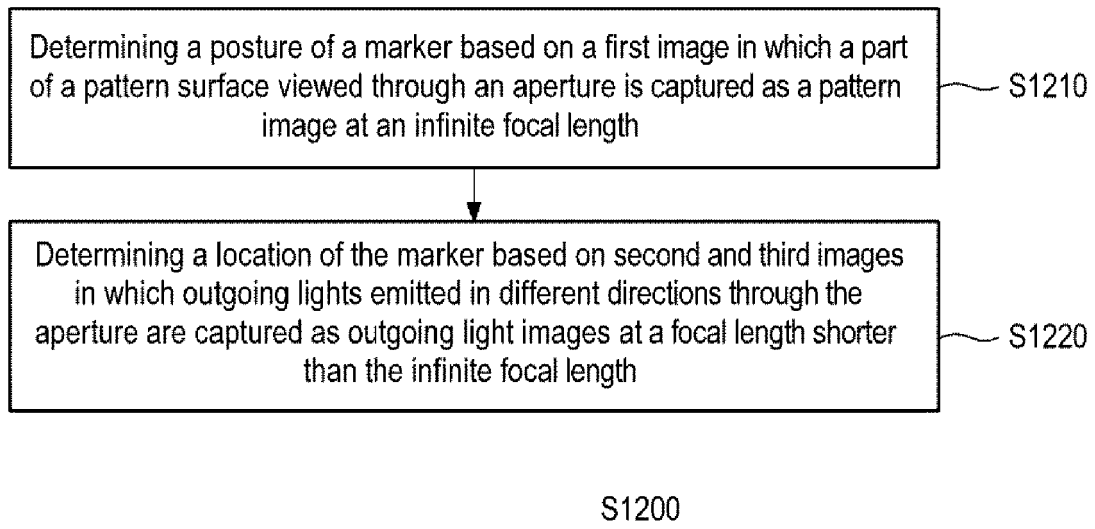 Determining a posture of a marker based on a first image in which a part
of a pattern surface viewed through an aperture is captured as a pattern
image at an infinite focal length
S1210
Determining a location of the marker based on second and third images
in which outgoing lights emitted in different directions through the
aperture are captured as outgoing light images at a focal length shorter
than the infinite focal length
S1220
S1200